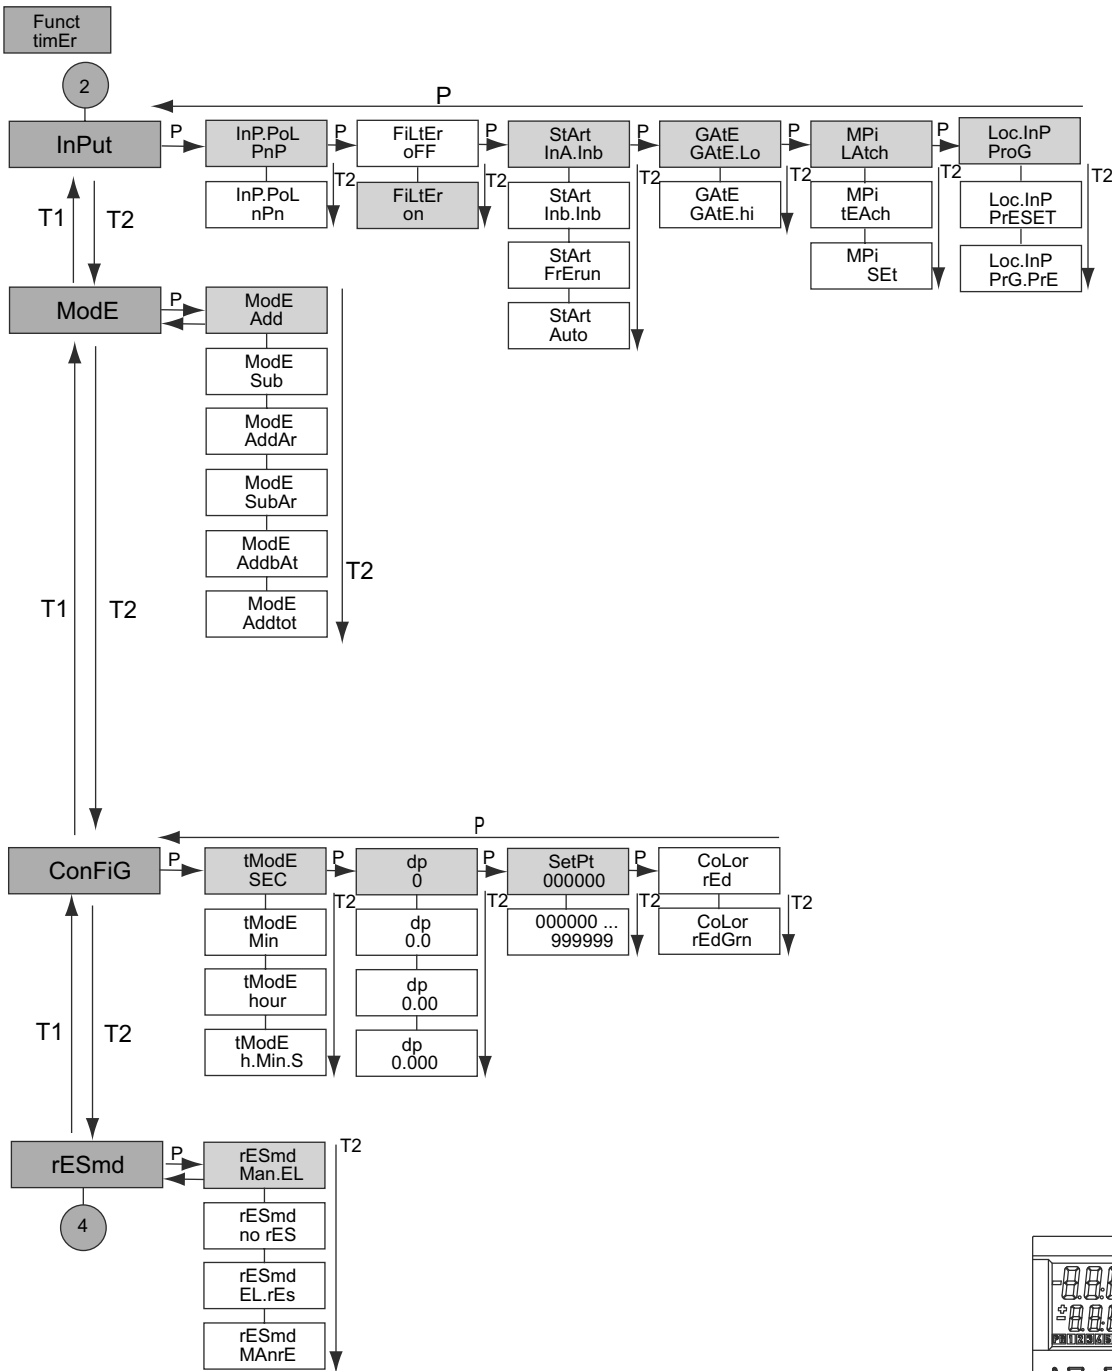 Funct
timEr
2
P
InPut
P
InP.PoL
PnP
P
FiLtEr
oFF
P
StArt
InA.Inb
P
GAtE
GAtE.Lo
P
MPi
LAtch
P
Loc.InP
ProG
T2
T2
T2
T2
T2
T2
InP.PoL
nPn
FiLtEr
on
StArt
Inb.Inb
GAtE
GAtE.hi
MPi
tEAch
Loc.InP
PrESET
StArt
FrErun
MPi
SEt
Loc.InP
PrG.PrE
StArt
Auto
T1
T2
ModE
P
ModE
Add
ModE
Sub
ModE
AddAr
ModE
SubAr
ModE
AddbAt
ModE
Addtot
T2
T1
T2
P
ConFiG
P
tModE
SEC
P
dp
0
P
SetPt
000000
P
CoLor
rEd
T2
T2
T2
T2
tModE
Min
dp
0.0
000000 ...
999999
CoLor
rEdGrn
tModE
hour
dp
0.00
tModE
h.Min.S
dp
0.000
T1
T2
rESmd
P
rESmd
Man.EL
T2
4
rESmd
no rES
rESmd
EL.rEs
rESmd
MAnrE